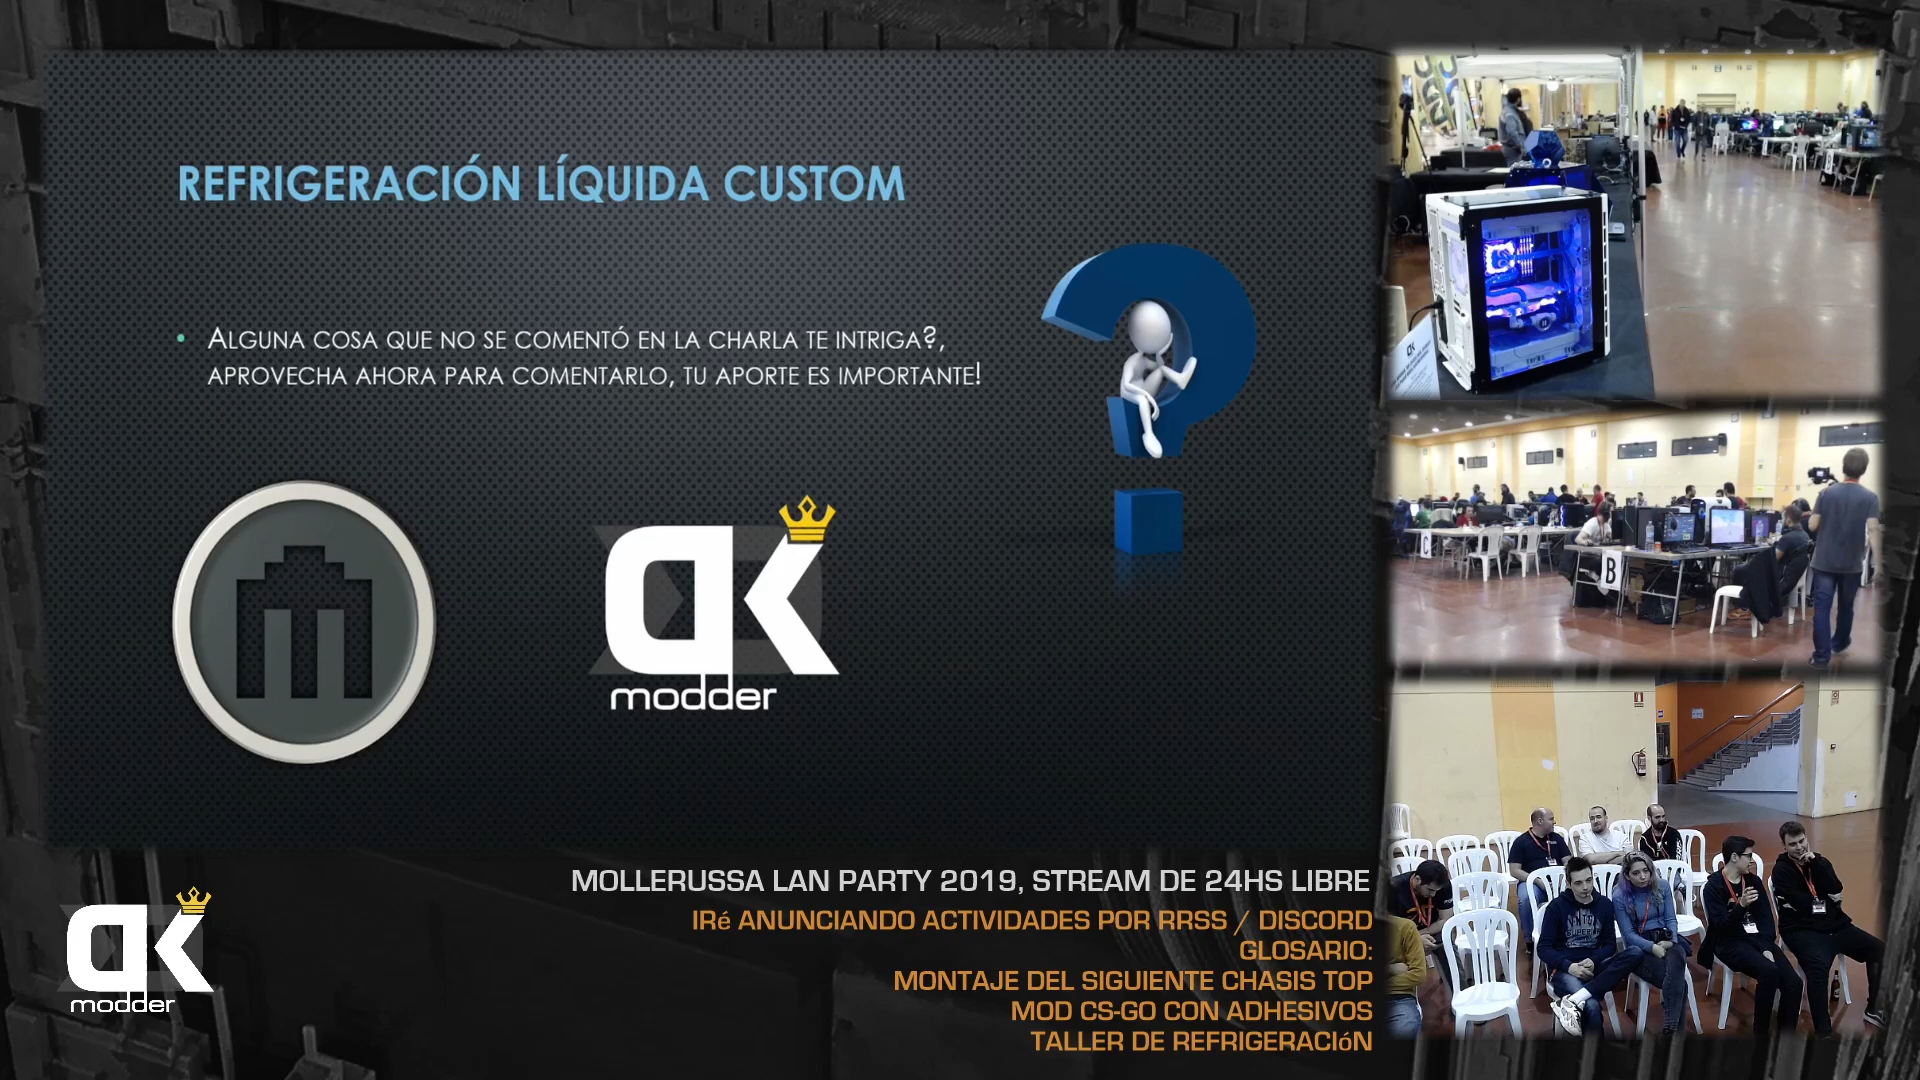 REFRIGERACIÓN LÍQUIDA CUSTOM
• ALGUNA COSA QUE NO SE COMENTÓ EN LA CHARLA TE INTRIGA?,
APROVECHA AHORA PARA COMENTARLO, TU APORTE ES IMPORTANTE!
DK
modder
C
B
MOLLERUSSA LAN PARTY 2019, STREAM DE 24HS LIBRE
IRé ANUNCIANDO ACTIVIDADES POR RRSS / DISCORD
GLOSARIO:
MONTAJE DEL SIGUIENTE CHASIS TOP
MOD CS-GO CON ADHESIVOS
TALLER DE REFRIGERACIóN
DK
modder